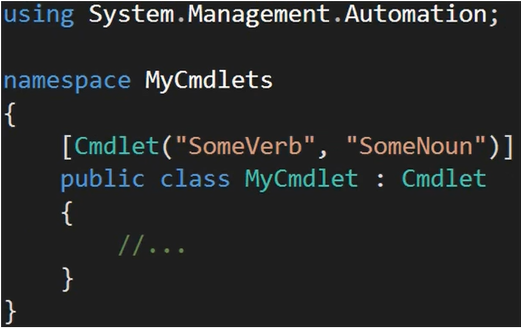 using System.Management.Automation;
namespace MyCmdlets
{
[Cmdlet("SomeVerb", "SomeNoun")]
public class MyCmdlet : Cmdlet
{
//...
}
}